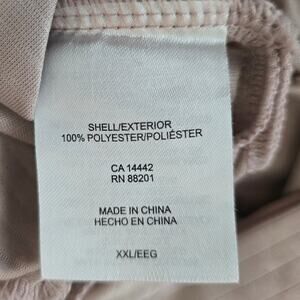 SHELL/EXTERIOR
100% POLYESTER/POLIÉSTER
CA 14442
RN 88201
MADE IN CHINA
HECHO EN CHINA
XXL/EEG